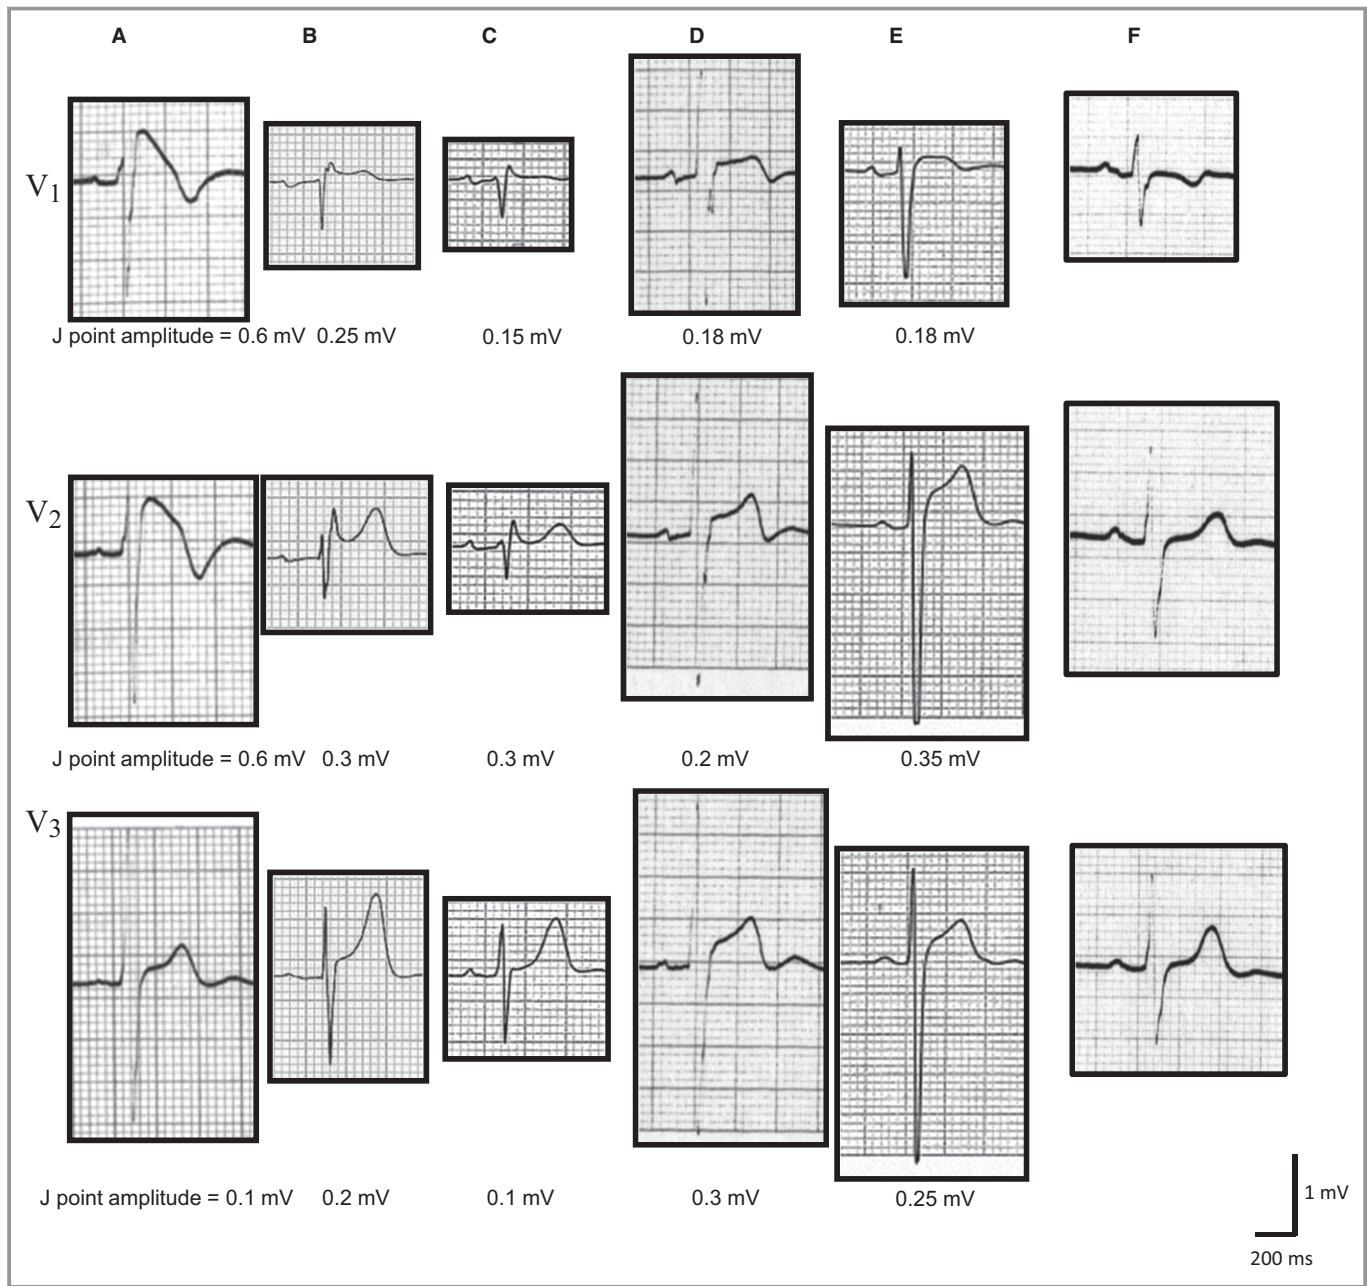 A B C D E F
V1
J point amplitude = 0.6 mV 0.25 mV 0.15 mV 0.18 mV 0.18 mV
V2
J point amplitude = 0.6 mV 0.3 mV 0.3 mV 0.2 mV 0.35 mV
V3
J point amplitude = 0.1 mV 0.2 mV 0.1 mV 0.3 mV 0.25 mV
1 mV
200 ms